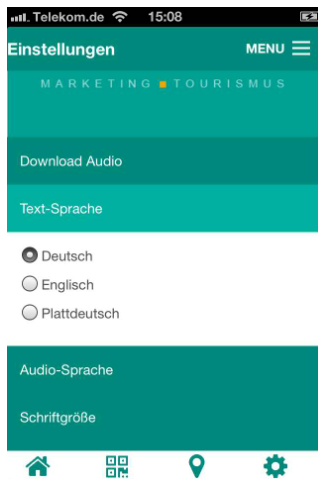 Telekom.de 15:08
Einstellungen MENU
MARKETING TOURISMUS
Download Audio
Text-Sprache
Deutsch
Englisch
Plattdeutsch
Audio-Sprache
Schriftgröße